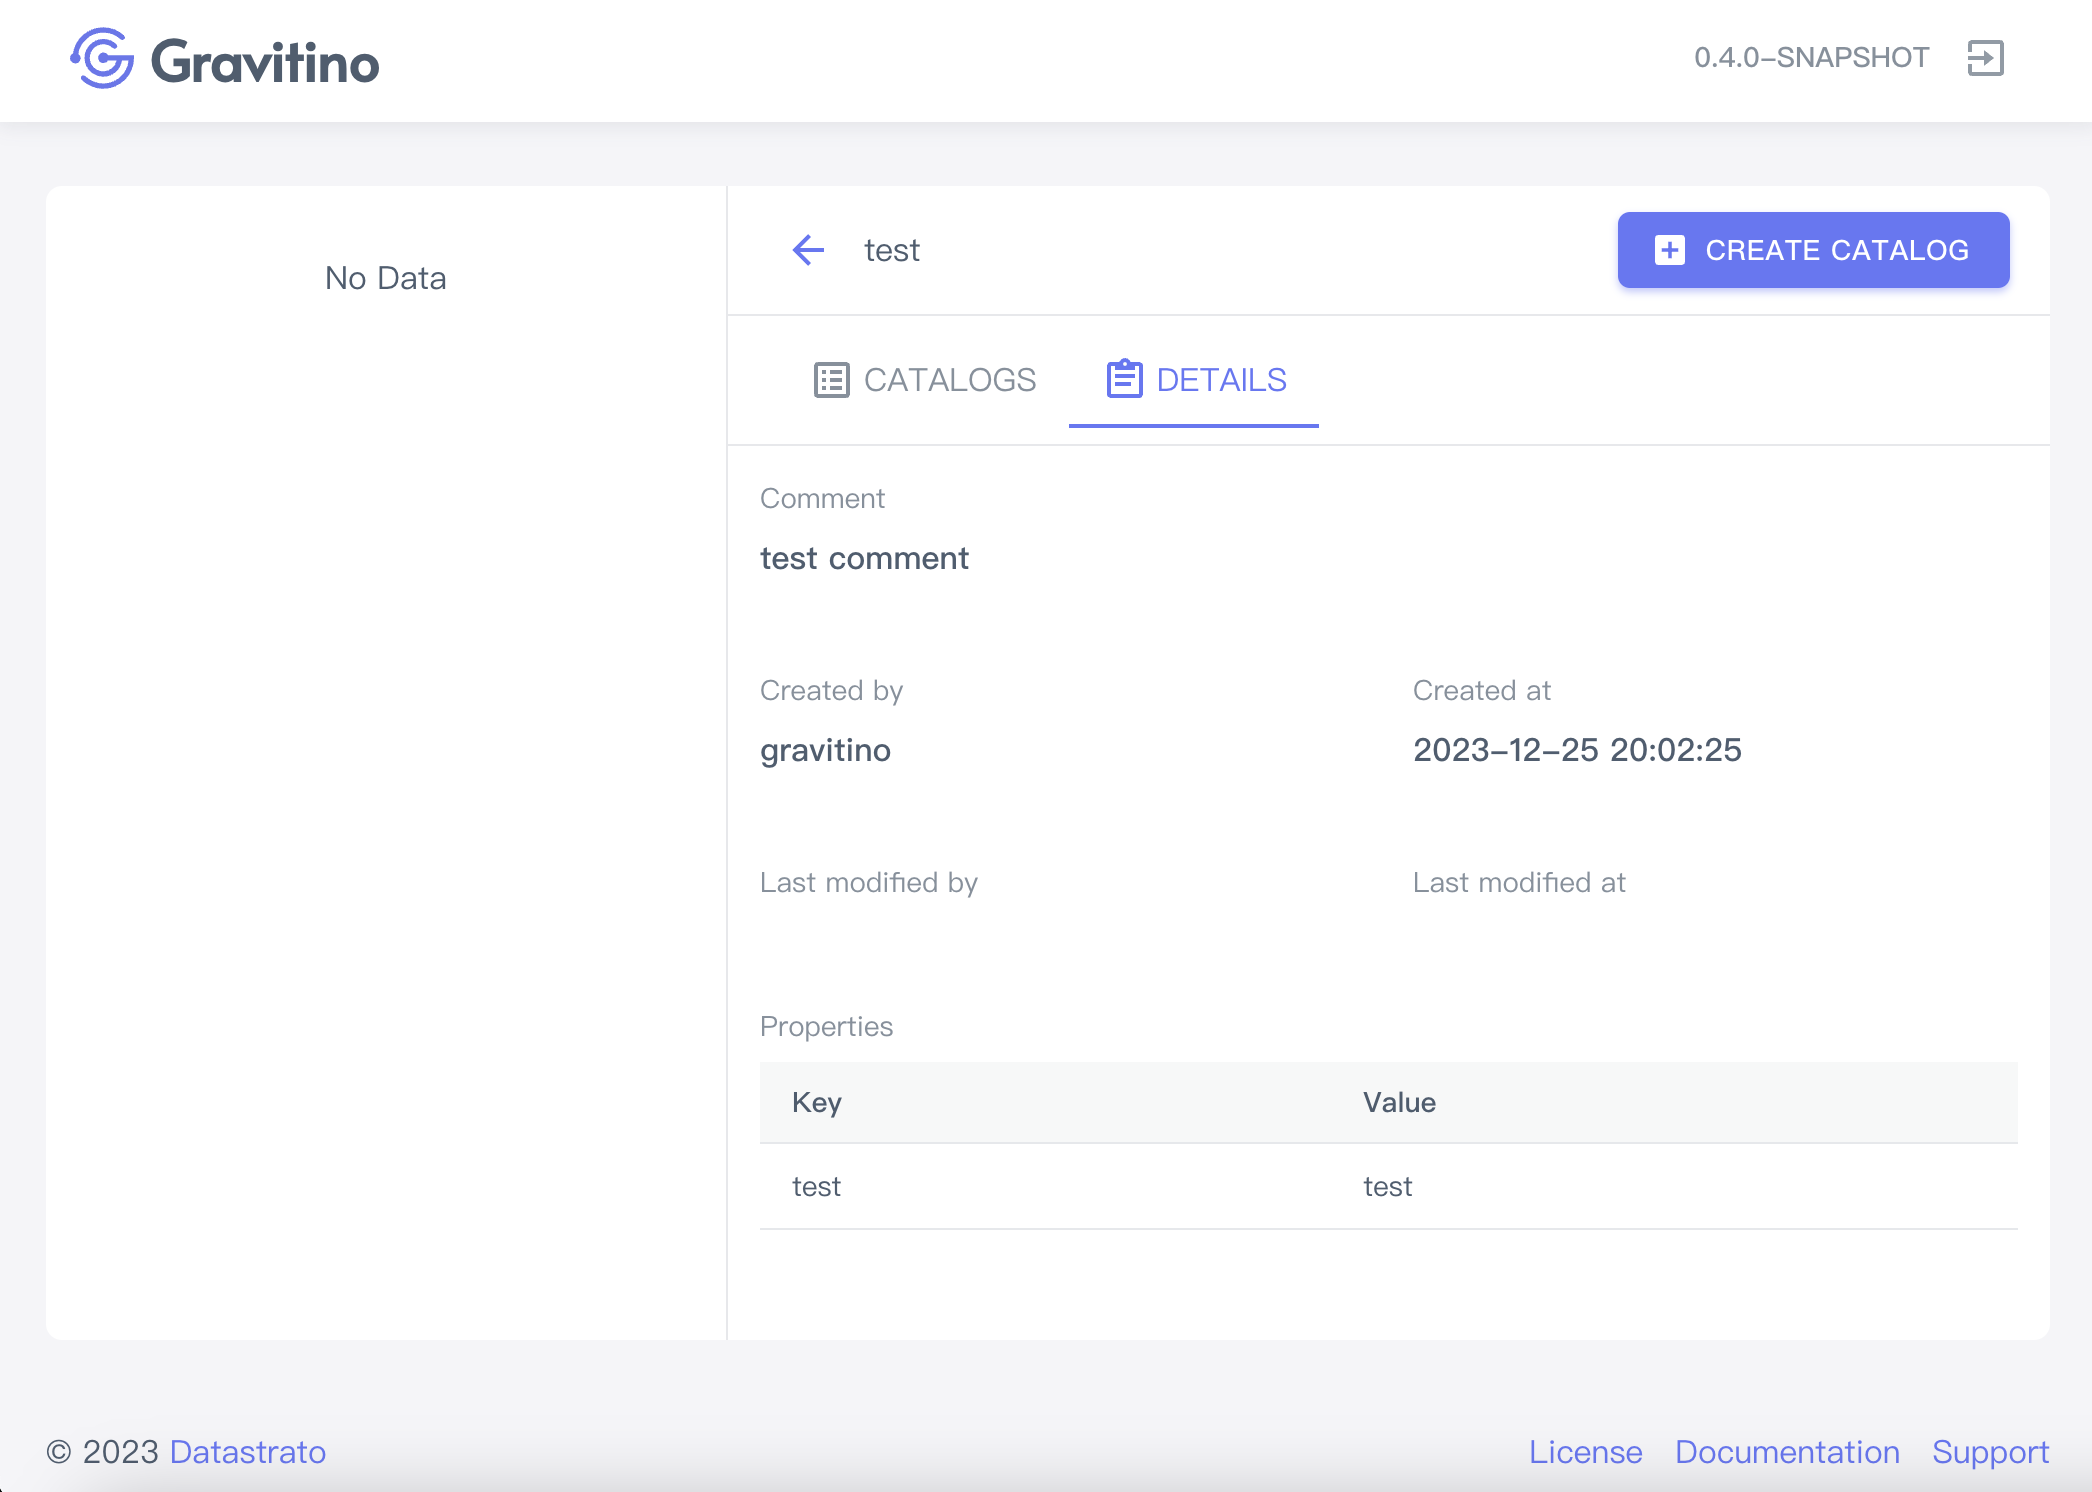 Gravitino
0.4.0-SNAPSHOT
No Data
test
CREATE CATALOG
CATALOGS
DETAILS
Comment
test comment
Created by
Created at
gravitino
2023-12-25 20:02:25
Last modified by
Last modified at
Properties
Key
Value
test
test
© 2023 Datastrato
License
Documentation
Support